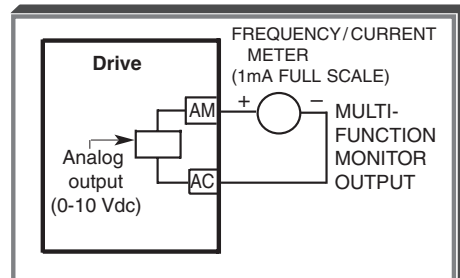 Drive
Analog
output
(0-10 Vdc)
AM
AC
FREQUENCY/CURRENT
METER
(1mA FULL SCALE)
+
−
MULTI-
FUNCTION
MONITOR
OUTPUT